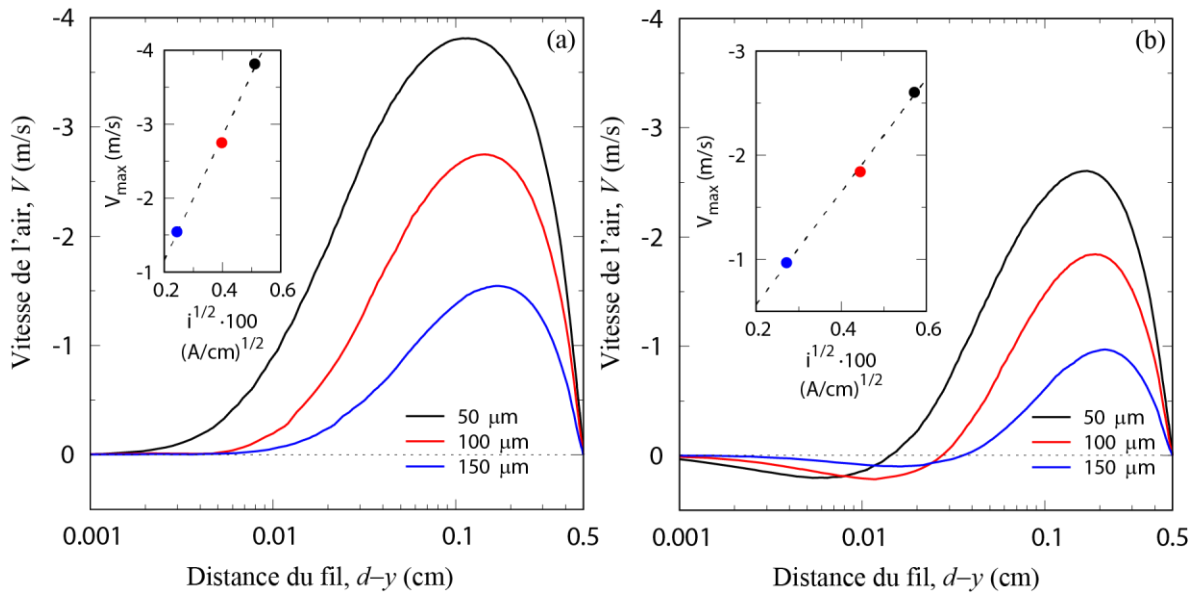 (a)
Vitesse de l'air, V (m/s)
-4
-3
-2
-1
0
V_max (m/s)
-4
-3
-2
-1
0.2 0.4 0.6
i^1/2·100
(A/cm)^1/2
50 μm
100 μm
150 μm
0.001 0.01 0.1 0.5
Distance du fil, d–y (cm)
(b)
Vitesse de l'air, V (m/s)
-4
-3
-2
-1
0
V_max (m/s)
-3
-2
-1
0.2 0.4 0.6
i^1/2·100
(A/cm)^1/2
50 μm
100 μm
150 μm
0.001 0.01 0.1 0.5
Distance du fil, d–y (cm)